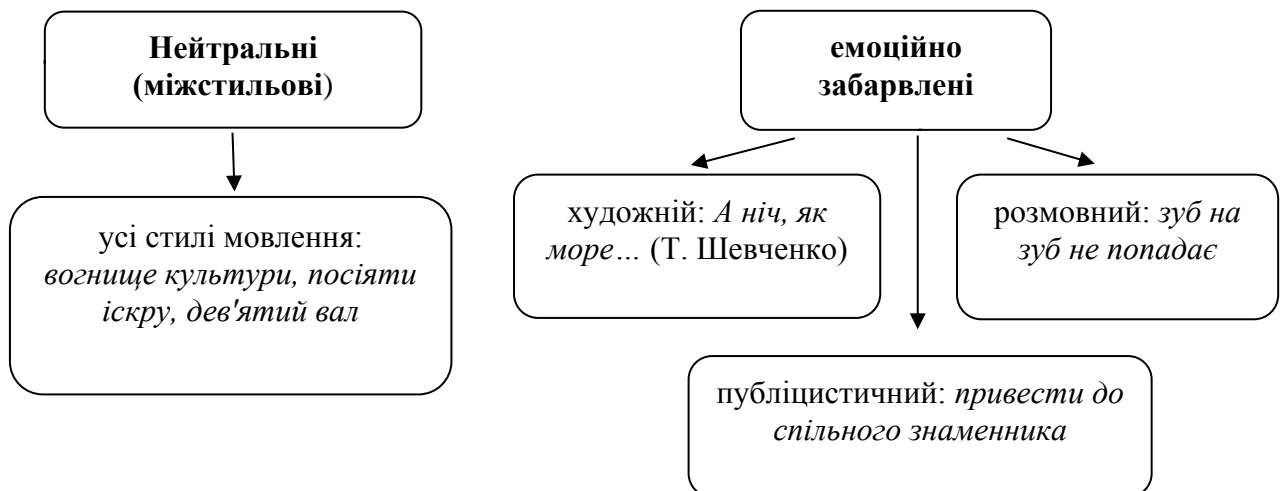 Нейтральні
(міжстильові)
усі стилі мовлення:
вогнище культури, посіяти
іскру, дев'ятий вал
емоційно
забарвлені
художній: А ніч, як
море… (Т. Шевченко)
розмовний: зуб на
зуб не попадає
публіцистичний: привести до
спільного знаменника